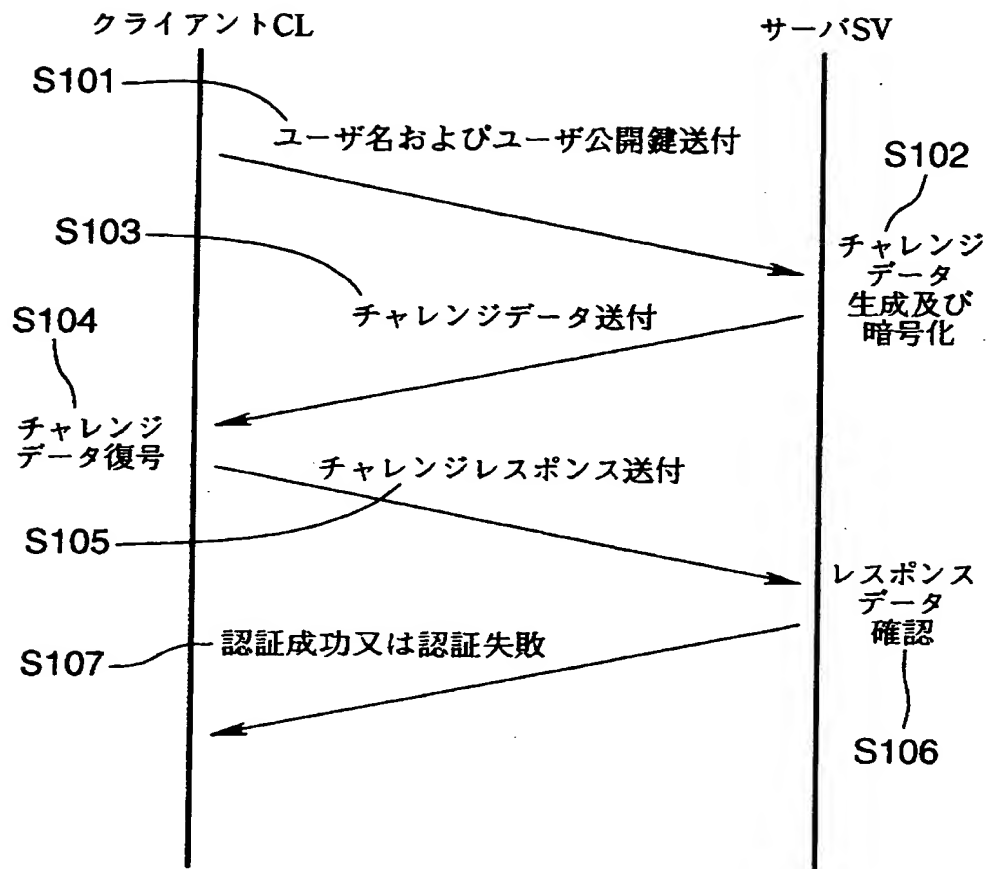 クライアントCL
サーバSV
S101
ユーザ名およびユーザ公開鍵送付
S102
チャレンジ
データ
生成及び
暗号化
S103
チャレンジデータ送付
S104
チャレンジ
データ復号
チャレンジレスポンス送付
S105
レスポンス
データ
確認
S106
認証成功又は認証失敗
S107